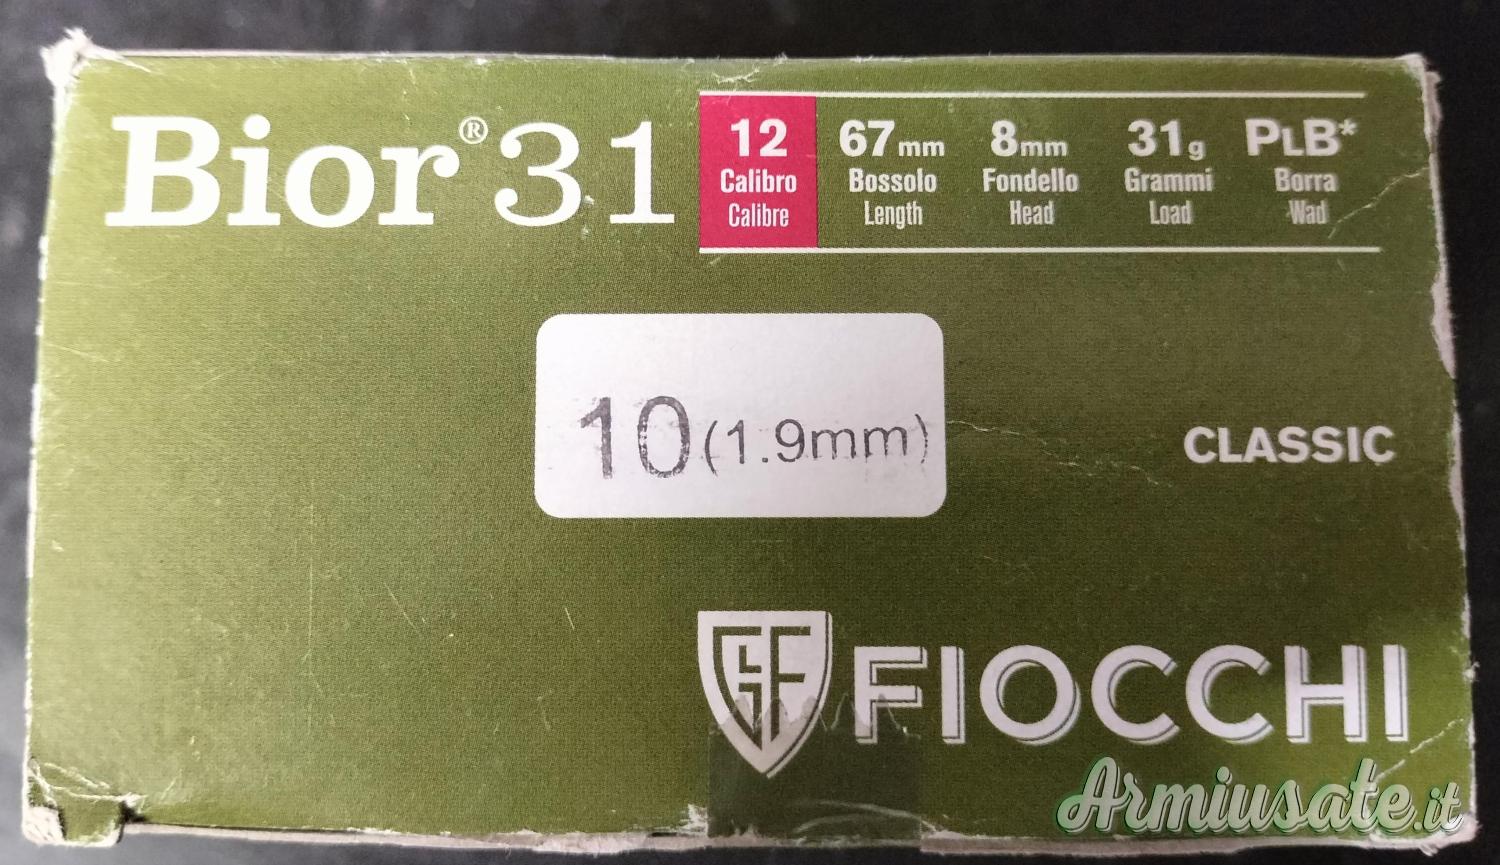 Bior® 31
12 67mm 8mm 31g PLB*
Calibro Bossolo Fondello Grammi Borra
Calibre Length Head Load Wad
10 (1.9mm)
CLASSIC
GF FIOCCHI
Armiusate.it